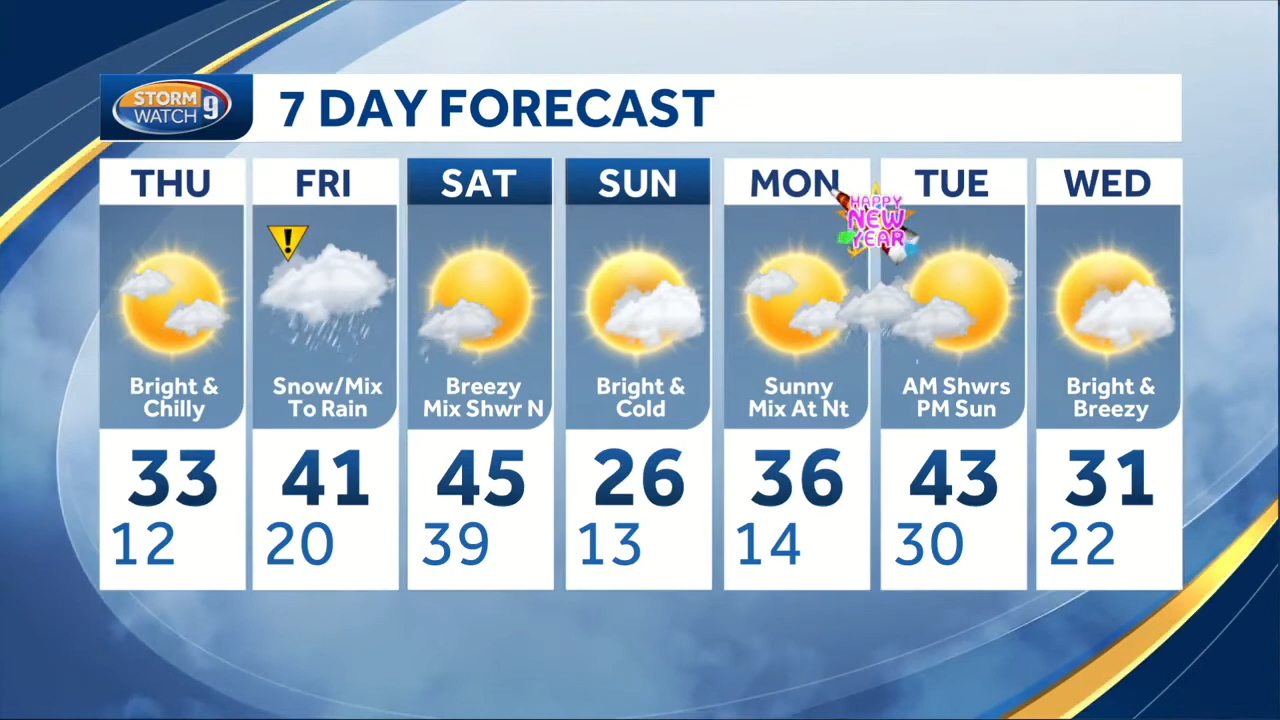 STORM
WATCH 9
7 DAY FORECAST
THU
FRI
SAT
SUN
MON
TUE
WED
HAPPY
NEW
YEAR
!
Bright &
Chilly
Snow/Mix
To Rain
Breezy
Mix Shwr N
Bright &
Cold
Sunny
Mix At Nt
AM Shwrs
PM Sun
Bright &
Breezy
33
41
45
26
36
43
31
12
20
39
13
14
30
22